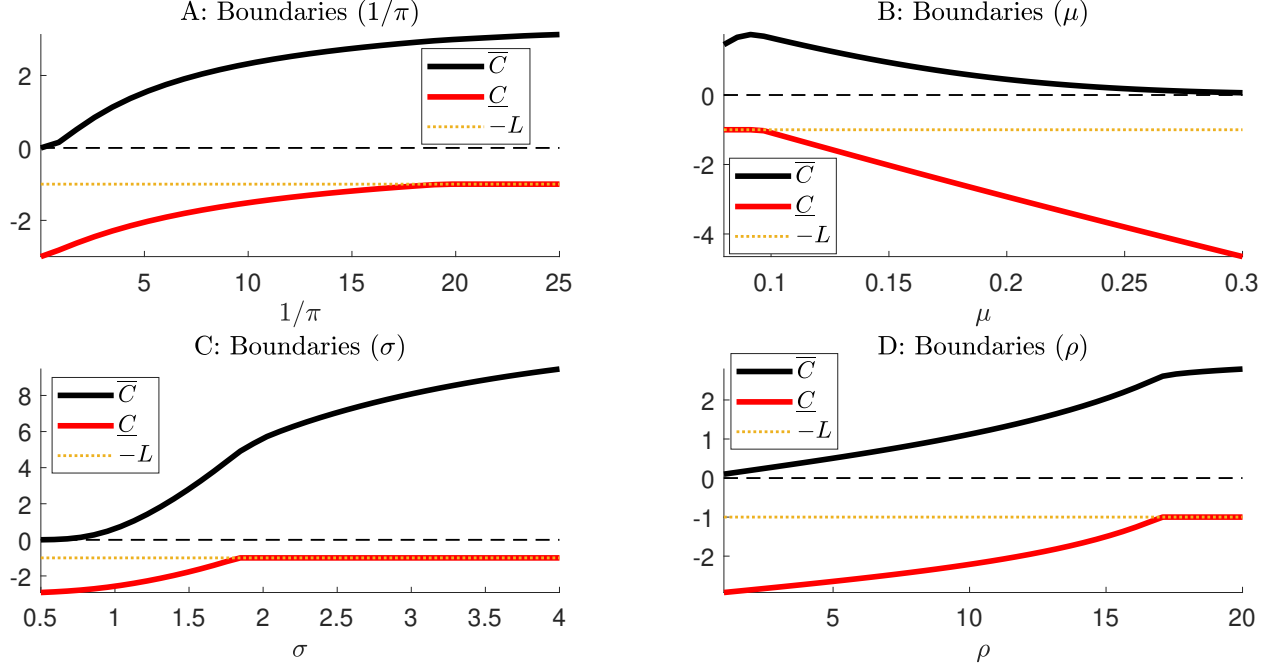 A: Boundaries (1/π)
2
0
-2
C̅
C̲
−L
5
10
15
20
25
1/π
B: Boundaries (μ)
0
-2
-4
C̅
C̲
−L
0.1
0.15
0.2
0.25
0.3
μ
C: Boundaries (σ)
8
6
4
2
0
-2
C̅
C̲
−L
0.5
1
1.5
2
2.5
3
3.5
4
σ
D: Boundaries (ρ)
2
1
0
-1
-2
C̅
C̲
−L
5
10
15
20
ρ